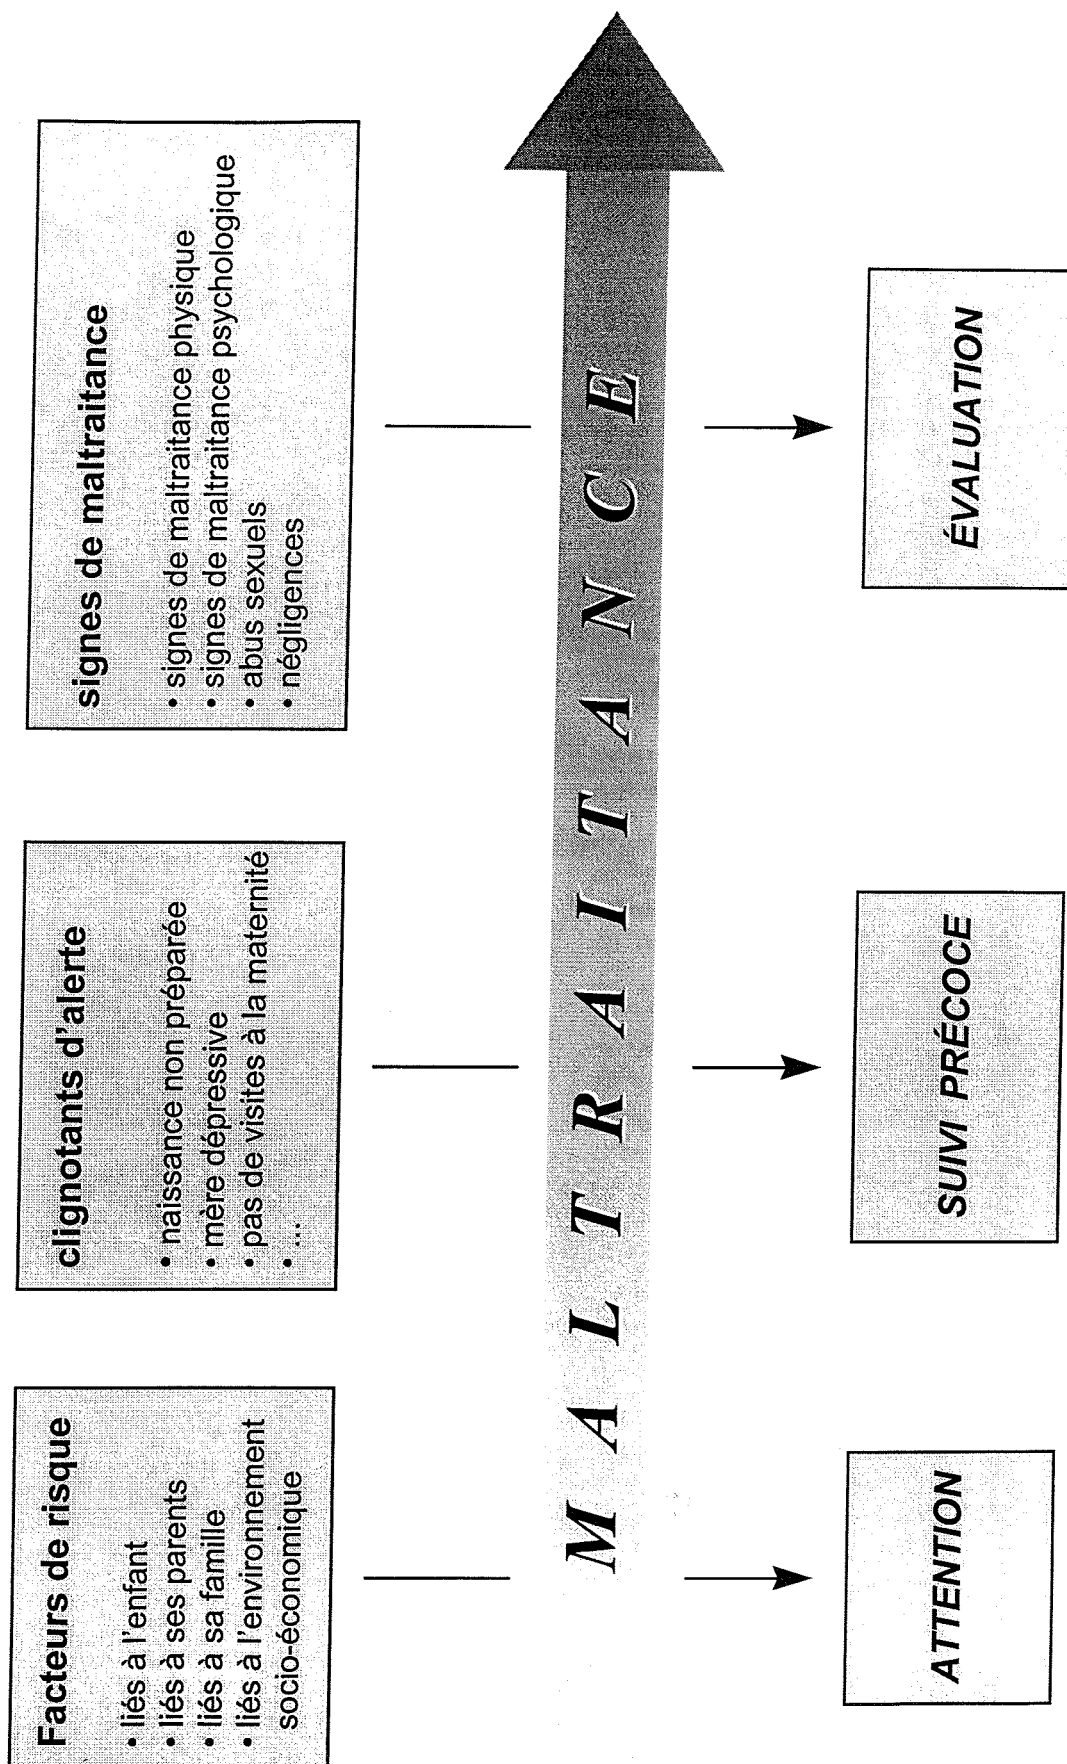 Facteurs de risque
• liés à l'enfant
• liés à ses parents
• liés à sa famille
• liés à l'environnement
socio-économique
clignotants d'alerte
• naissance non préparée
• mère dépressive
• pas de visites à la maternité
• ...
signes de maltraitance
• signes de maltraitance physique
• signes de maltraitance psychologique
• abus sexuels
• négligences
MALTRAITANCE
ATTENTION
SUIVI PRÉCOCE
ÉVALUATION